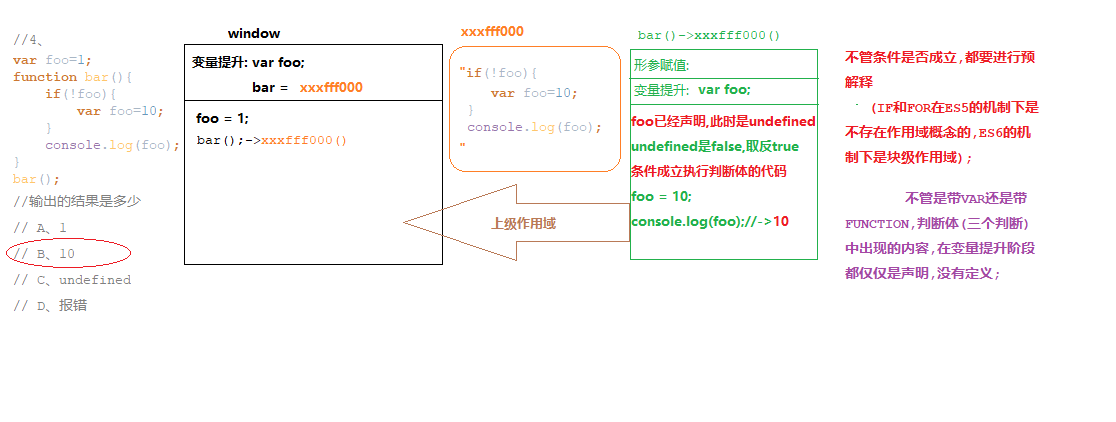 //4、
var foo=1;
function bar(){
if(!foo){
var foo=10;
}
console.log(foo);
}
bar();
//输出的结果是多少
// A、1
// B、10
// C、undefined
// D、报错
window
变量提升: var foo;
bar = xxxfff000
foo = 1;
bar();->xxxfff000()
xxxfff000
"if(!foo){
var foo=10;
}
console.log(foo);
"
上级作用域
bar()->xxxfff000()
形参赋值:
变量提升: var foo;
foo已经声明,此时是undefined
undefined是false,取反true
条件成立执行判断体的代码
foo = 10;
console.log(foo);//->10
不管条件是否成立,都要进行预
解释
(IF和FOR在ES5的机制下是
不存在作用域概念的,ES6的机
制下是块级作用域);
不管是带VAR还是带
FUNCTION,判断体(三个判断)
中出现的内容,在变量提升阶段
都仅仅是声明,没有定义;